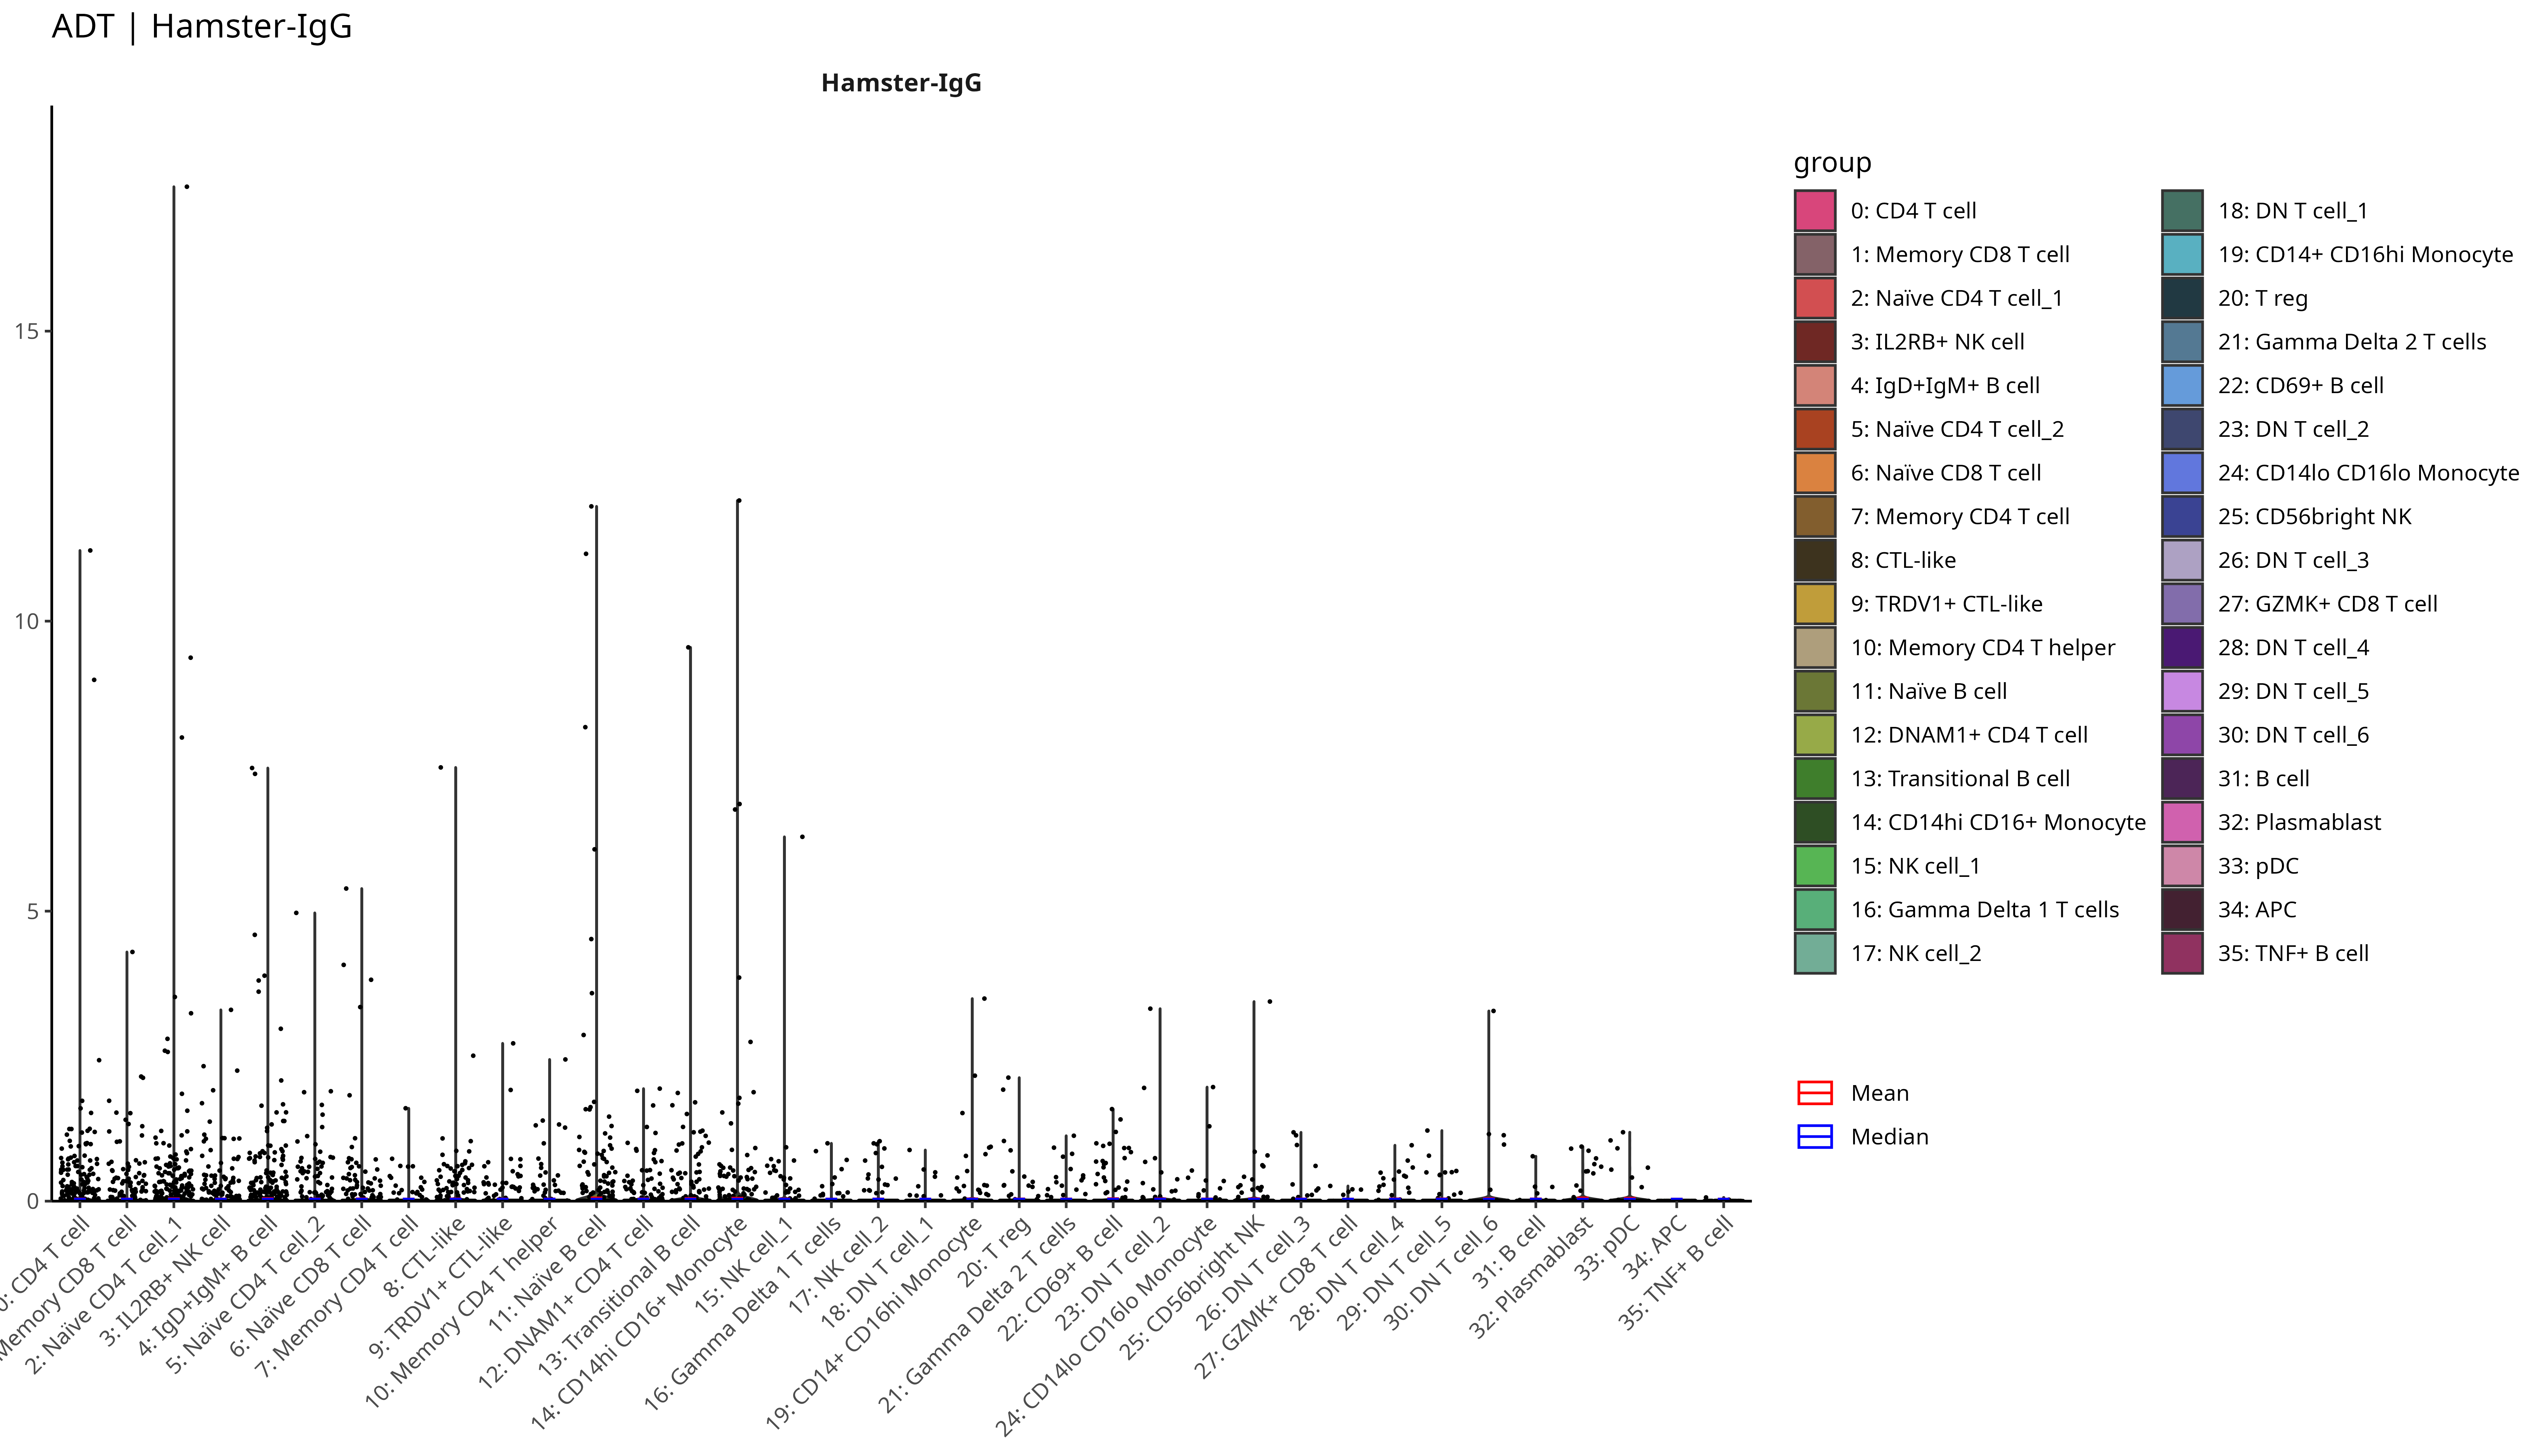 ADT | Hamster-IgG
Hamster-IgG
15
10
5
0
0: CD4 T cell
Memory CD8 T cell
2: Naïve CD4 T cell_1
3: IL2RB+ NK cell
4: IgD+IgM+ B cell
5: Naïve CD4 T cell_2
6: Naïve CD8 T cell
7: Memory CD4 T cell
8: CTL-like
9: TRDV1+ CTL-like
10: Memory CD4 T helper
11: Naïve B cell
12: DNAM1+ CD4 T cell
13: Transitional B cell
14: CD14hi CD16+ Monocyte
15: NK cell_1
16: Gamma Delta 1 T cells
17: NK cell_2
18: DN T cell_1
19: CD14+ CD16hi Monocyte
20: T reg
21: Gamma Delta 2 T cells
22: CD69+ B cell
23: DN T cell_2
24: CD14lo CD16lo Monocyte
25: CD56bright NK
26: DN T cell_3
27: GZMK+ CD8 T cell
28: DN T cell_4
29: DN T cell_5
30: DN T cell_6
31: B cell
32: Plasmablast
33: pDC
34: APC
35: TNF+ B cell
group
0: CD4 T cell
1: Memory CD8 T cell
2: Naïve CD4 T cell_1
3: IL2RB+ NK cell
4: IgD+IgM+ B cell
5: Naïve CD4 T cell_2
6: Naïve CD8 T cell
7: Memory CD4 T cell
8: CTL-like
9: TRDV1+ CTL-like
10: Memory CD4 T helper
11: Naïve B cell
12: DNAM1+ CD4 T cell
13: Transitional B cell
14: CD14hi CD16+ Monocyte
15: NK cell_1
16: Gamma Delta 1 T cells
17: NK cell_2
18: DN T cell_1
19: CD14+ CD16hi Monocyte
20: T reg
21: Gamma Delta 2 T cells
22: CD69+ B cell
23: DN T cell_2
24: CD14lo CD16lo Monocyte
25: CD56bright NK
26: DN T cell_3
27: GZMK+ CD8 T cell
28: DN T cell_4
29: DN T cell_5
30: DN T cell_6
31: B cell
32: Plasmablast
33: pDC
34: APC
35: TNF+ B cell
Mean
Median